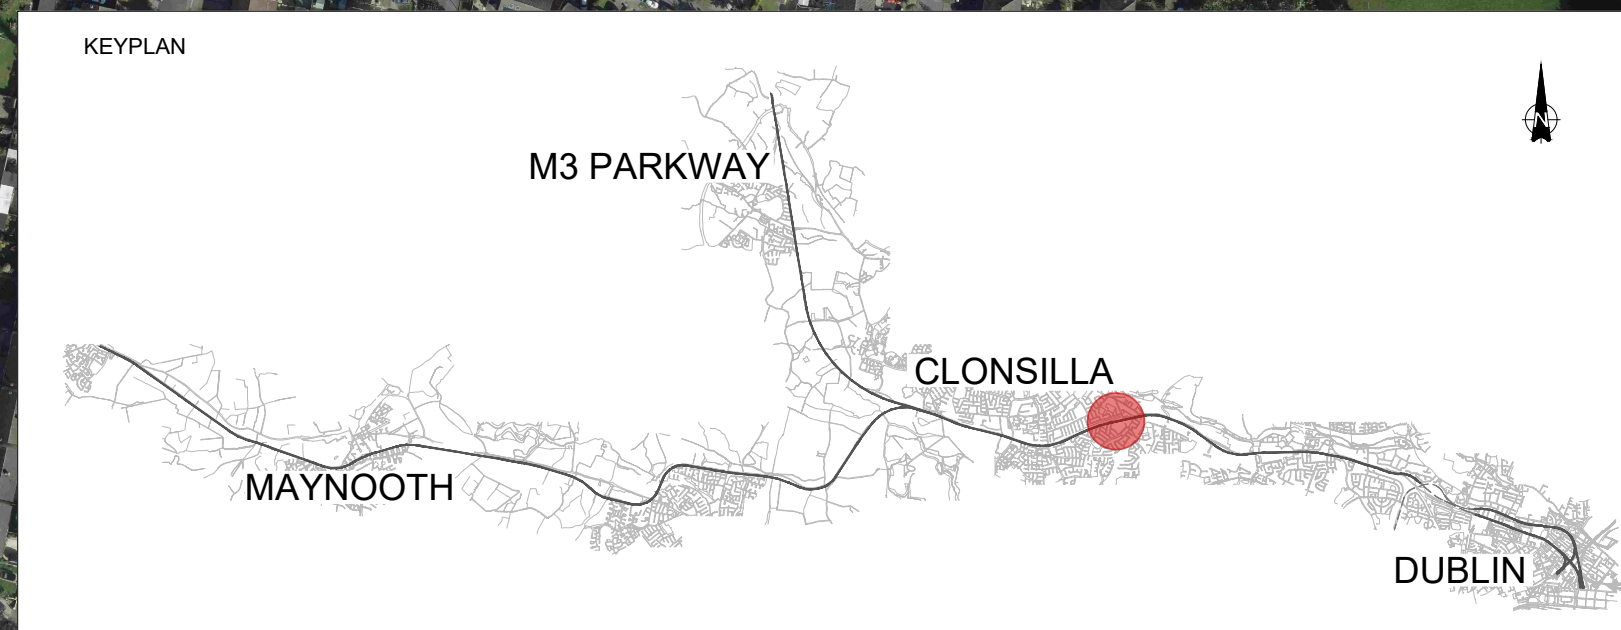 KEYPLAN
N
M3 PARKWAY
CLONSILLA
MAYNOOTH
DUBLIN